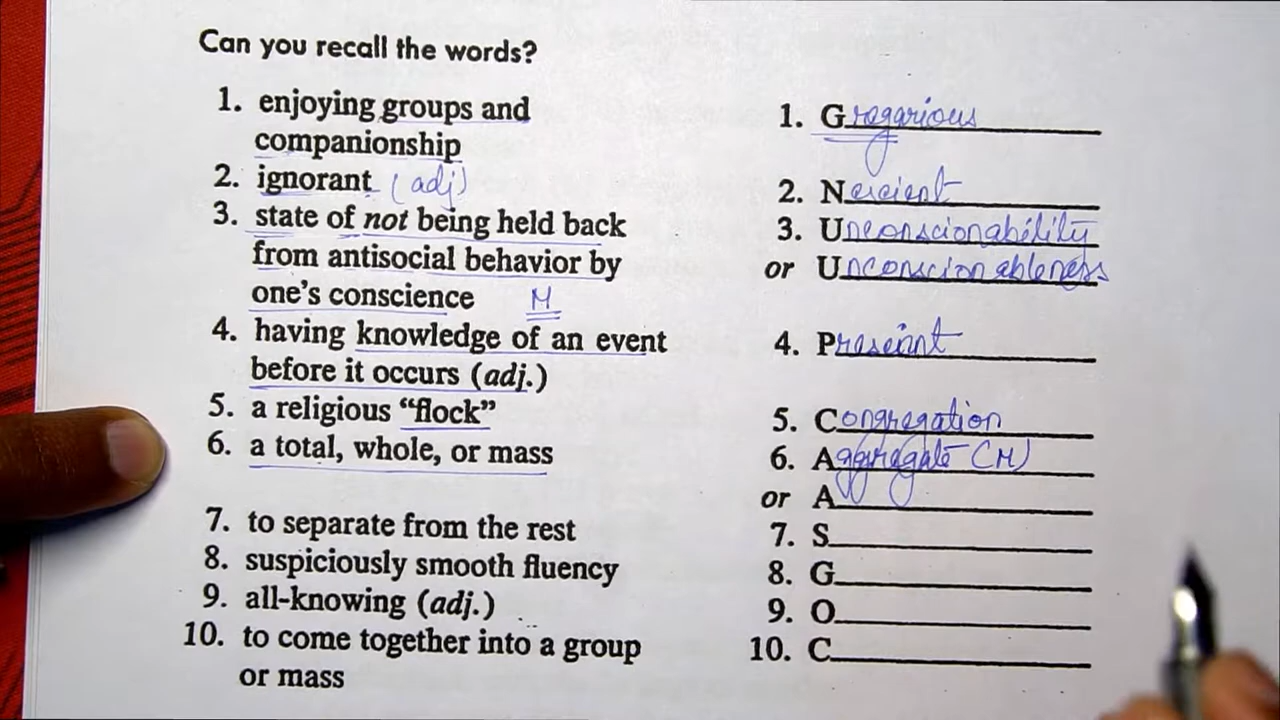 Can you recall the words?
1. enjoying groups and
companionship
2. ignorant (adj)
3. state of not being held back
from antisocial behavior by
one's conscience N
4. having knowledge of an event
before it occurs (adj.)
5. a religious “flock”
6. a total, whole, or mass
7. to separate from the rest
8. suspiciously smooth fluency
9. all-knowing (adj.)
10. to come together into a group
or mass
1. Gregarious
2. Nescient
3. Unconscionability
or Unconscionableness
4. Prescient
5. Congregation
6. Aggregate (N)
or A
7. S
8. G
9. O
10. C